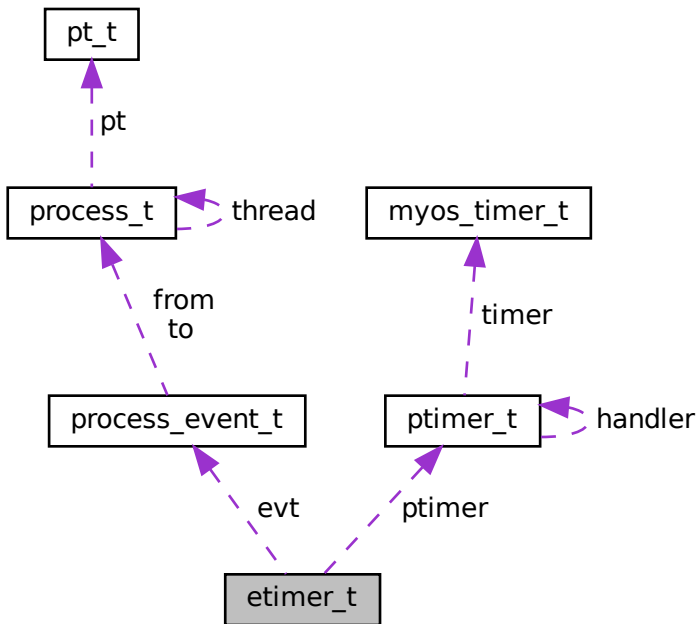 pt_t
pt
process_t
thread
myos_timer_t
from
to
timer
process_event_t
ptimer_t
handler
evt
ptimer
etimer_t